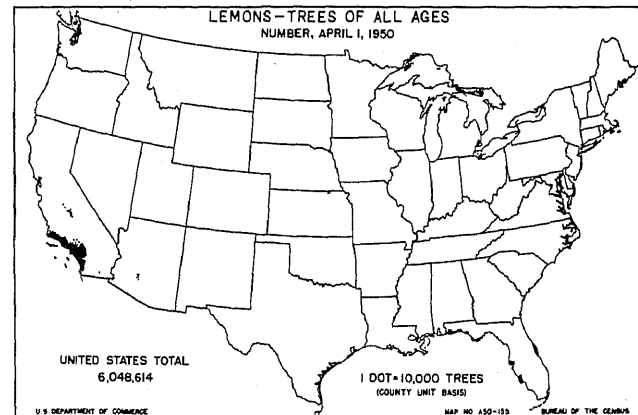 LEMONS-TREES OF ALL AGES
NUMBER, APRIL 1, 1950
UNITED STATES TOTAL
6,048,614
1 DOT=10,000 TREES
(COUNTY UNIT BASIS)
U.S. DEPARTMENT OF COMMERCE
MAP NO. A50-155
BUREAU OF THE CENSUS